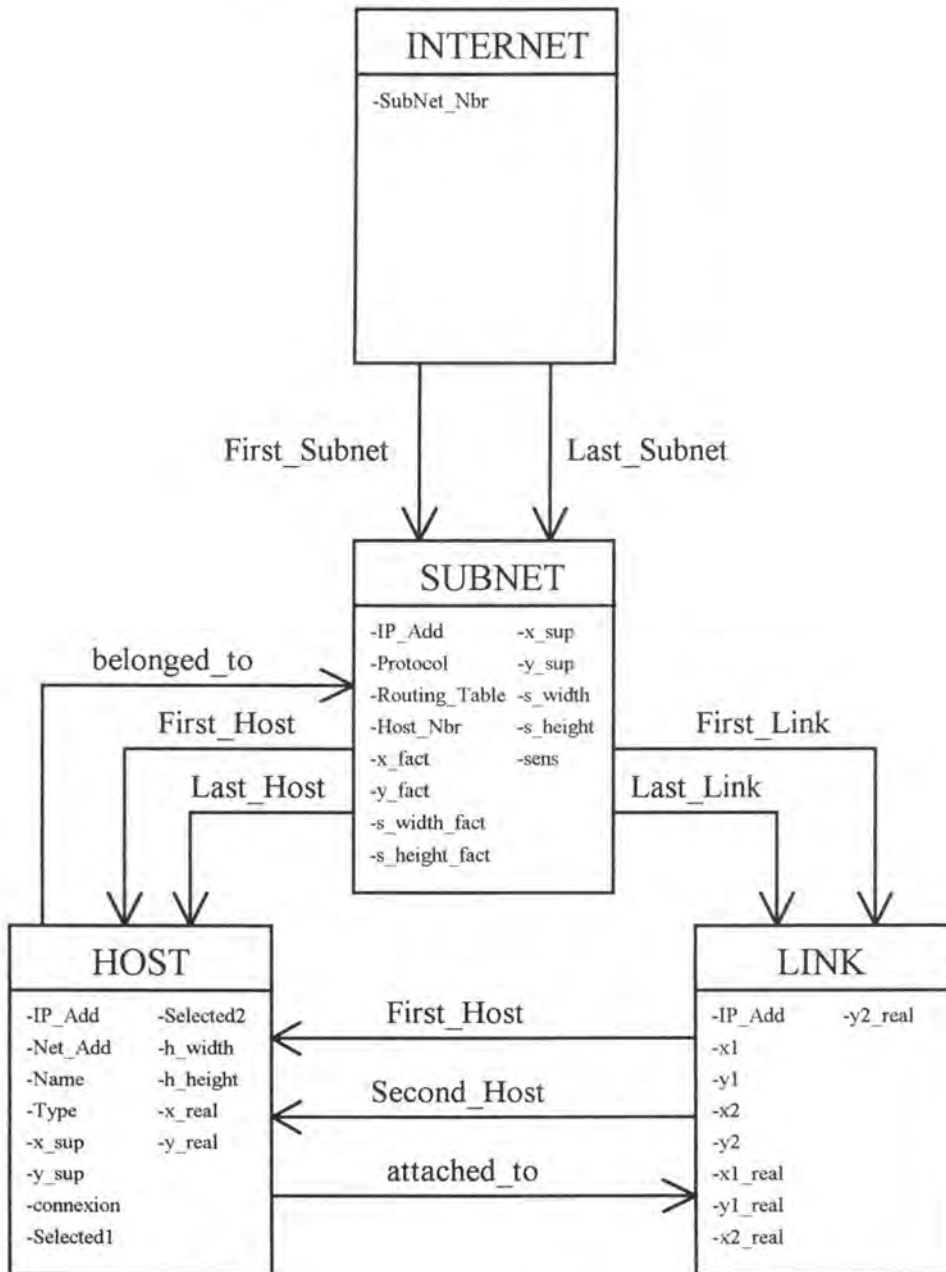 INTERNET
-SubNet_Nbr
First_Subnet
Last_Subnet
SUBNET
-IP_Add
-Protocol
-Routing_Table
-Host_Nbr
-x_fact
-y_fact
-s_width_fact
-s_height_fact
-x_sup
-y_sup
-s_width
-s_height
-sens
belonged_to
First_Host
Last_Host
First_Link
Last_Link
HOST
-IP_Add
-Net_Add
-Name
-Type
-x_sup
-y_sup
-connexion
-Selected1
-Selected2
-h_width
-h_height
-x_real
-y_real
First_Host
Second_Host
attached_to
LINK
-IP_Add
-x1
-y1
-x2
-y2
-x1_real
-y1_real
-x2_real
-y2_real